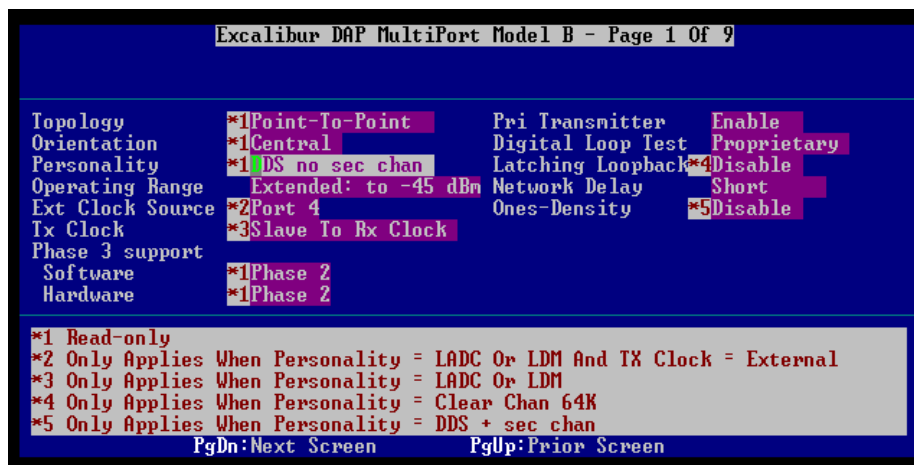 Excalibur DAP MultiPort Model B - Page 1 Of 9
Topology *1Point-To-Point Pri Transmitter Enable
Orientation *1Central Digital Loop Test Proprietary
Personality *1DDS no sec chan Latching Loopback*4Disable
Operating Range Extended: to -45 dBm Network Delay Short
Ext Clock Source *2Port 4 Ones-Density *5Disable
Tx Clock *3Slave To Rx Clock
Phase 3 support
Software *1Phase 2
Hardware *1Phase 2
*1 Read-only
*2 Only Applies When Personality = LADC Or LDM And TX Clock = External
*3 Only Applies When Personality = LADC Or LDM
*4 Only Applies When Personality = Clear Chan 64K
*5 Only Applies When Personality = DDS + sec chan
PgDn:Next Screen PgUp:Prior Screen